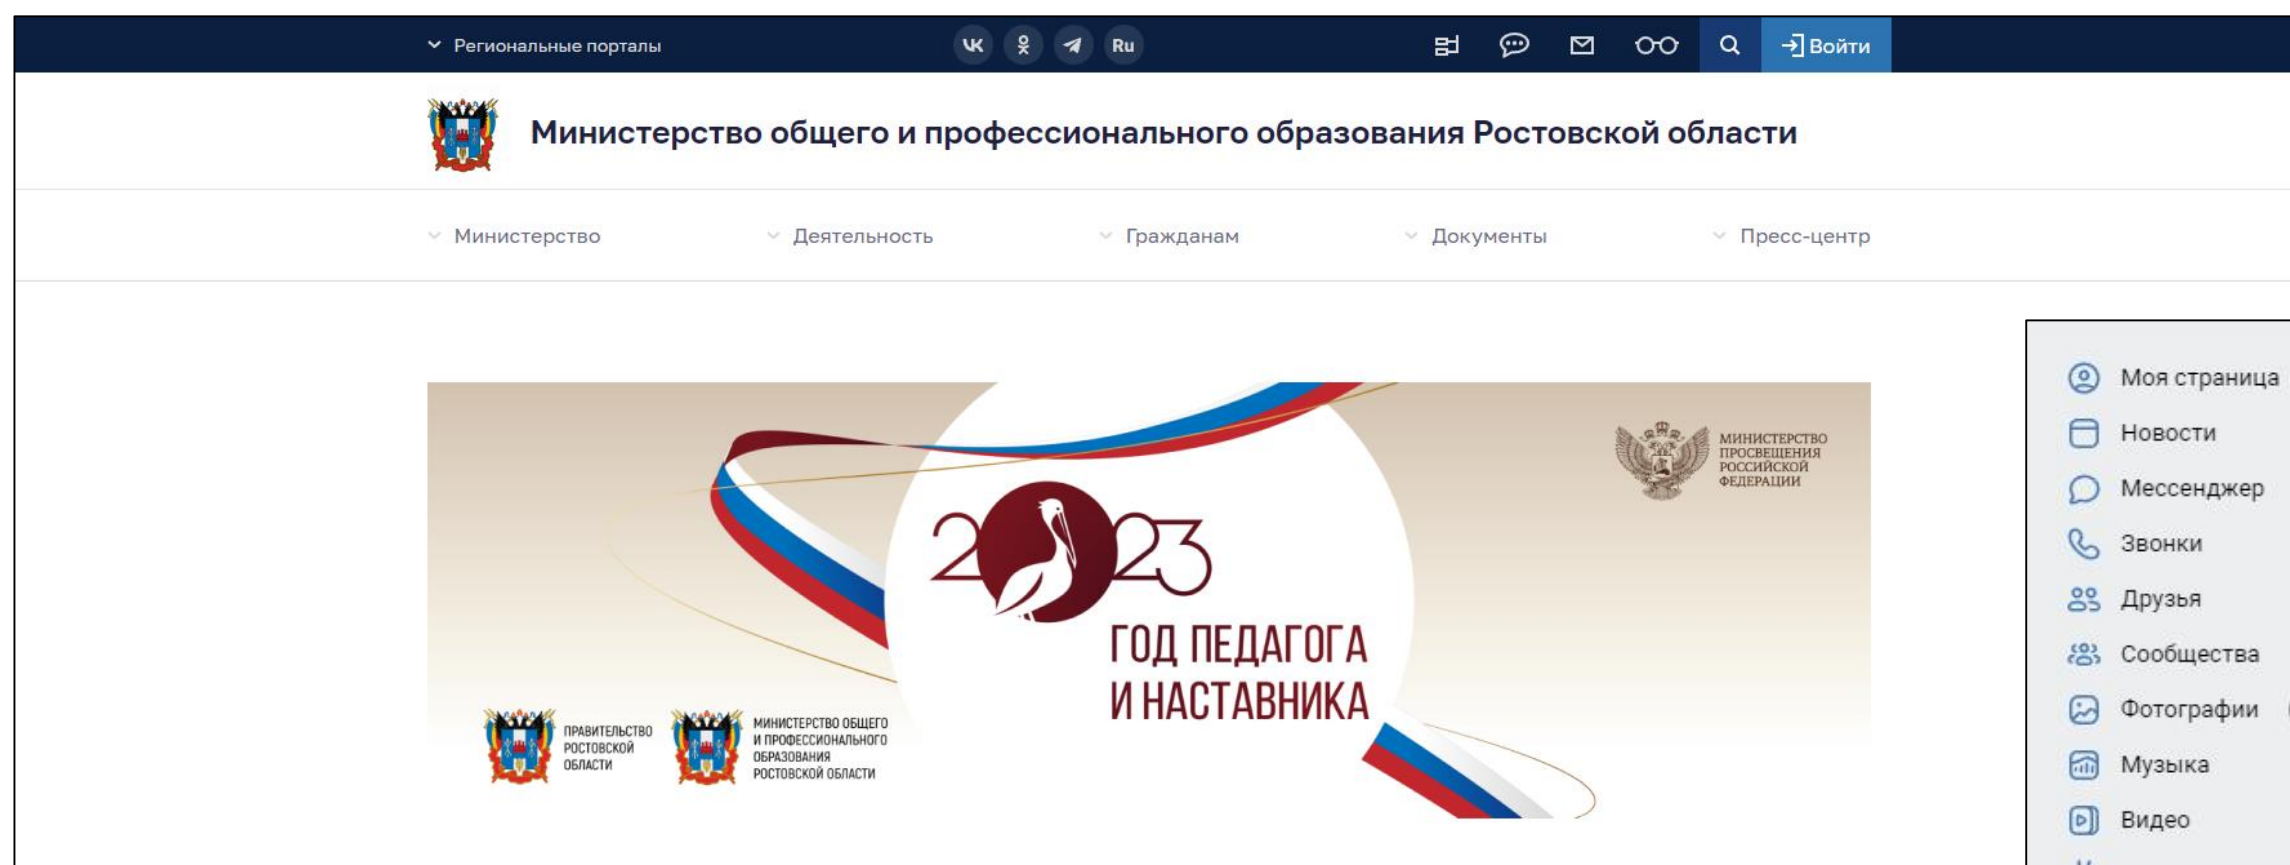 Региональные порталы
Ru
Войти
Министерство общего и профессионального образования Ростовской области
Министерство
Деятельность
Гражданам
Документы
Пресс-центр
МИНИСТЕРСТВО
ПРОСВЕЩЕНИЯ
РОССИЙСКОЙ
ФЕДЕРАЦИИ
2023
ГОД ПЕДАГОГА
И НАСТАВНИКА
ПРАВИТЕЛЬСТВО
РОСТОВСКОЙ
ОБЛАСТИ
МИНИСТЕРСТВО ОБЩЕГО
И ПРОФЕССИОНАЛЬНОГО
ОБРАЗОВАНИЯ
РОСТОВСКОЙ ОБЛАСТИ
Моя страница
Новости
Мессенджер
Звонки
Друзья
Сообщества
Фотографии
Музыка
Видео